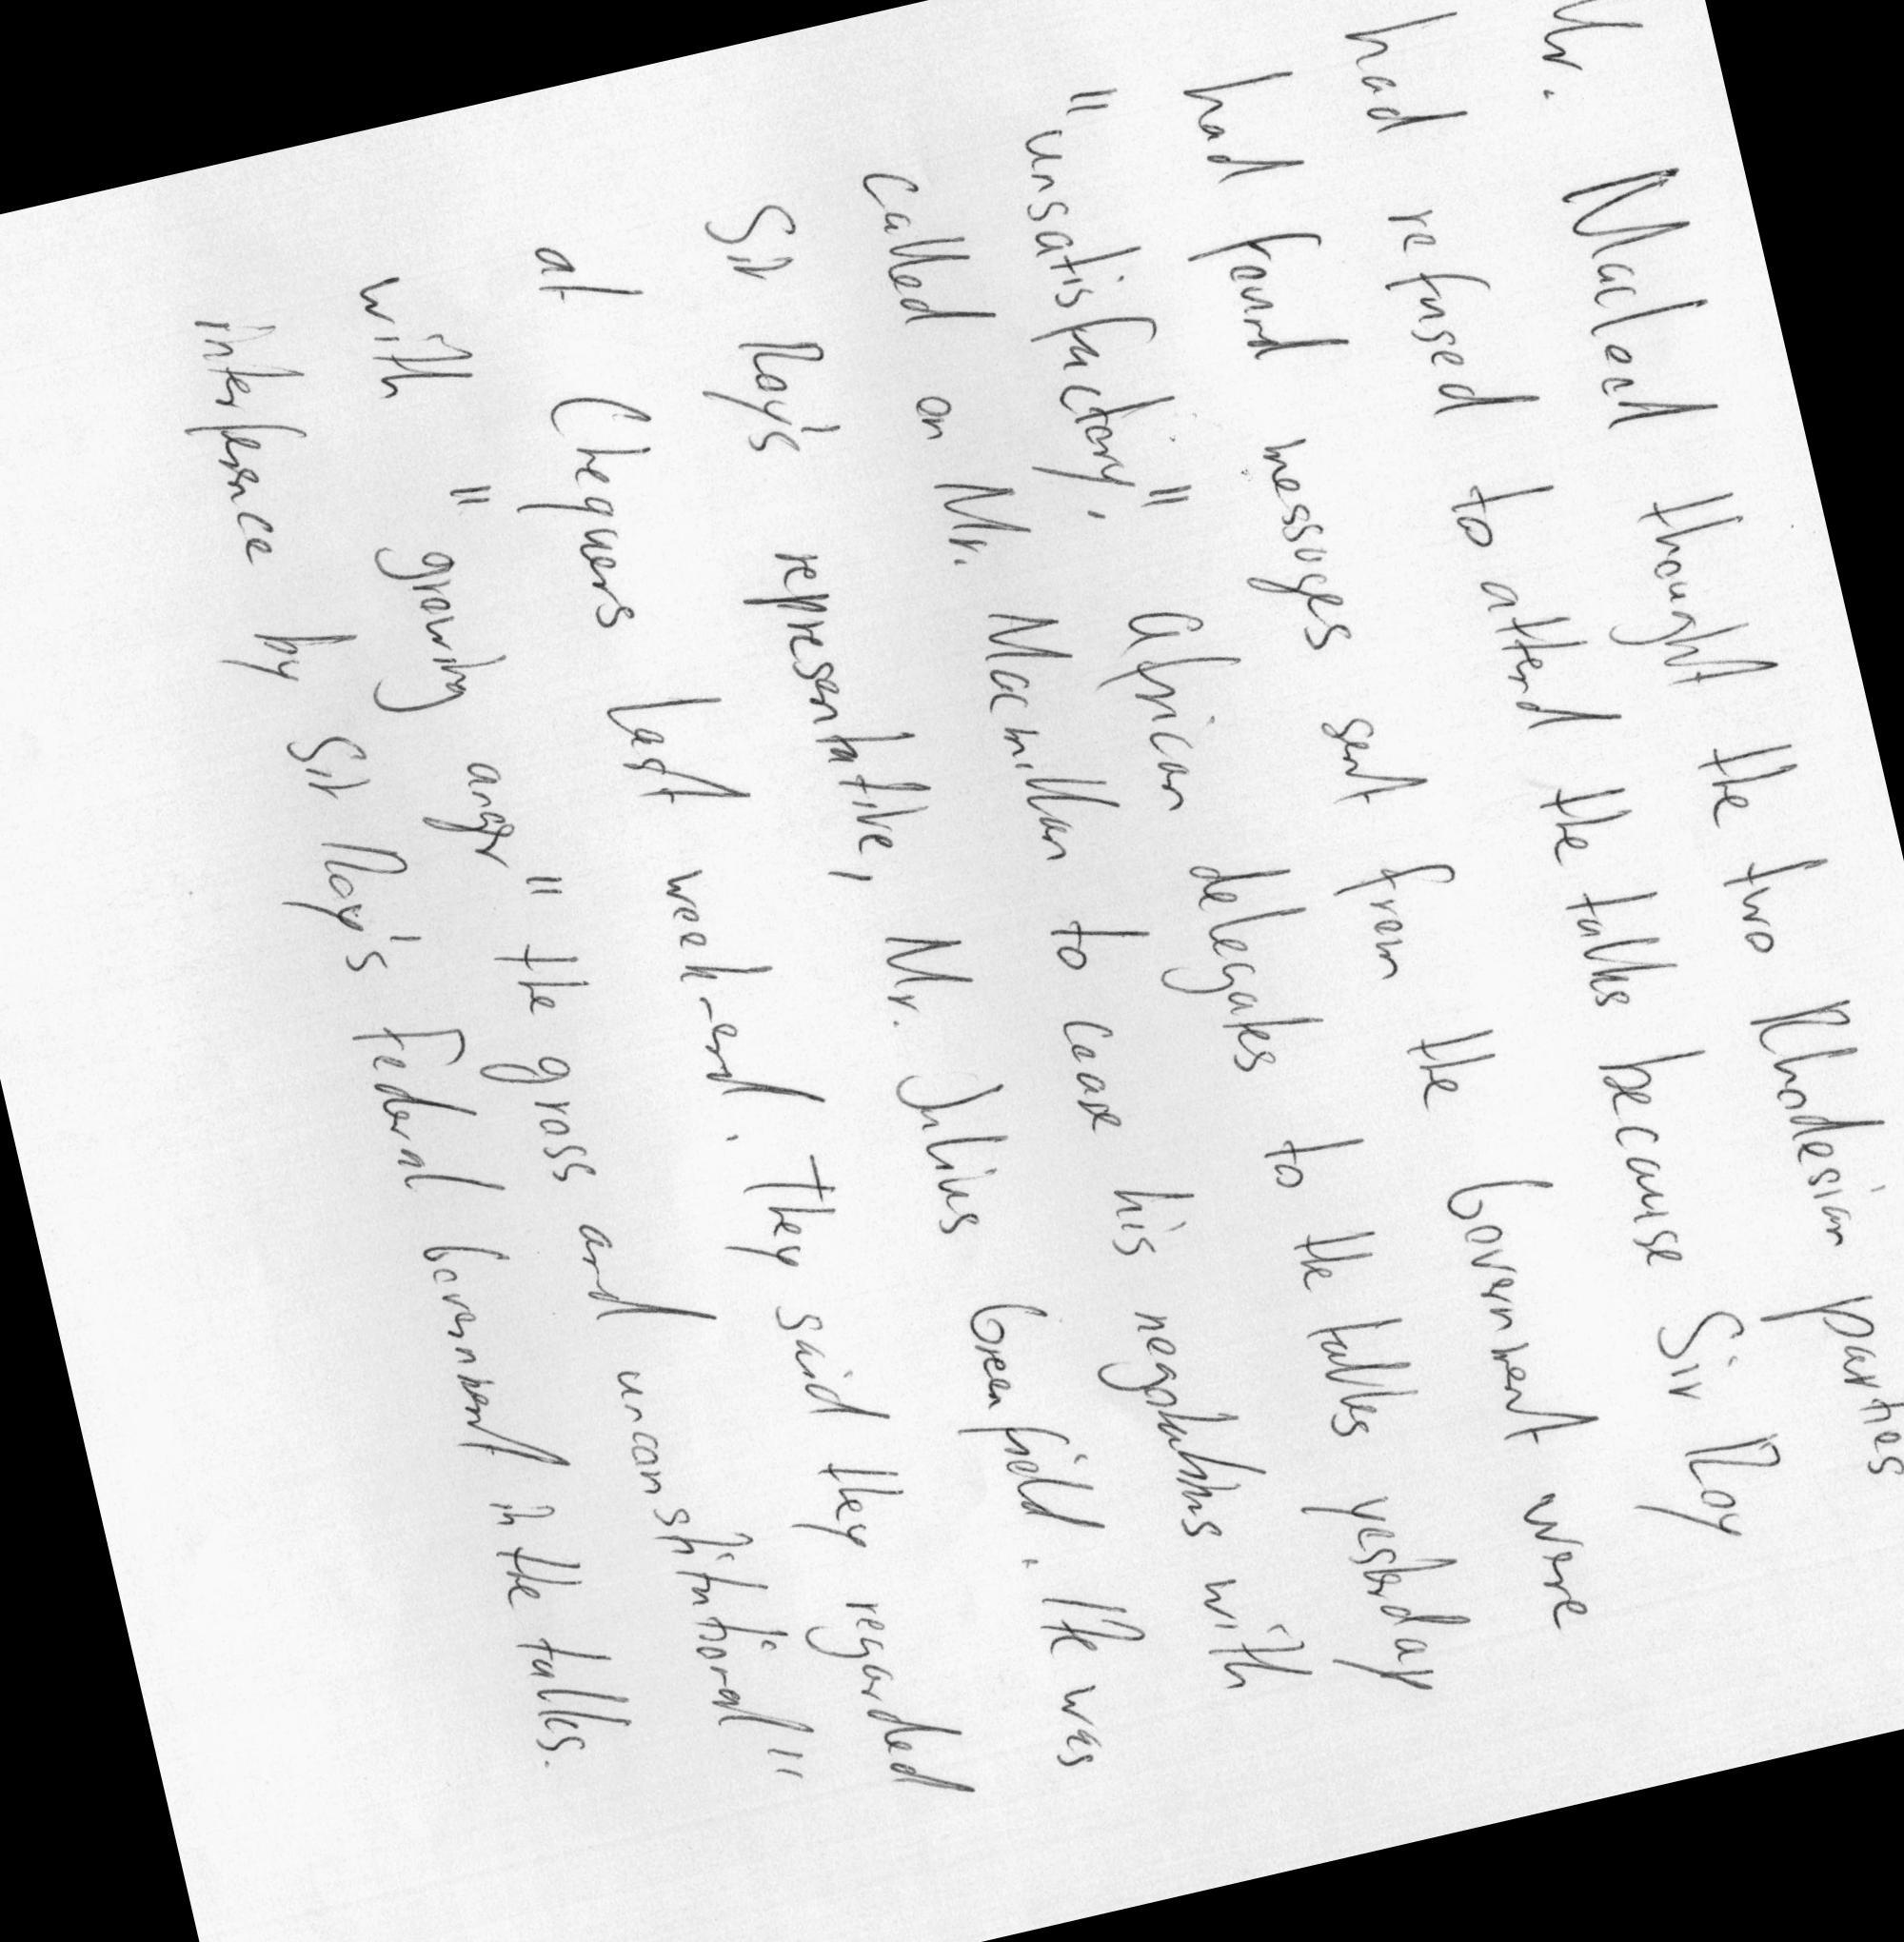 Mr. Macleod thought the two Rhodesian parties
had refused to attend the talks because Sir Roy
had found messages sent from the Government were
"unsatisfactory". African delegates to the talks yesterday
called on Mr. Macmillan to cease his negotiations with
Sir Roy's representative, Mr. Julius Greenfield. He was
at Chequers last week-end. They said they regarded
with "growing anger" the gross and unconstitutional"
interference by Sir Roy's Federal Government in the talks.